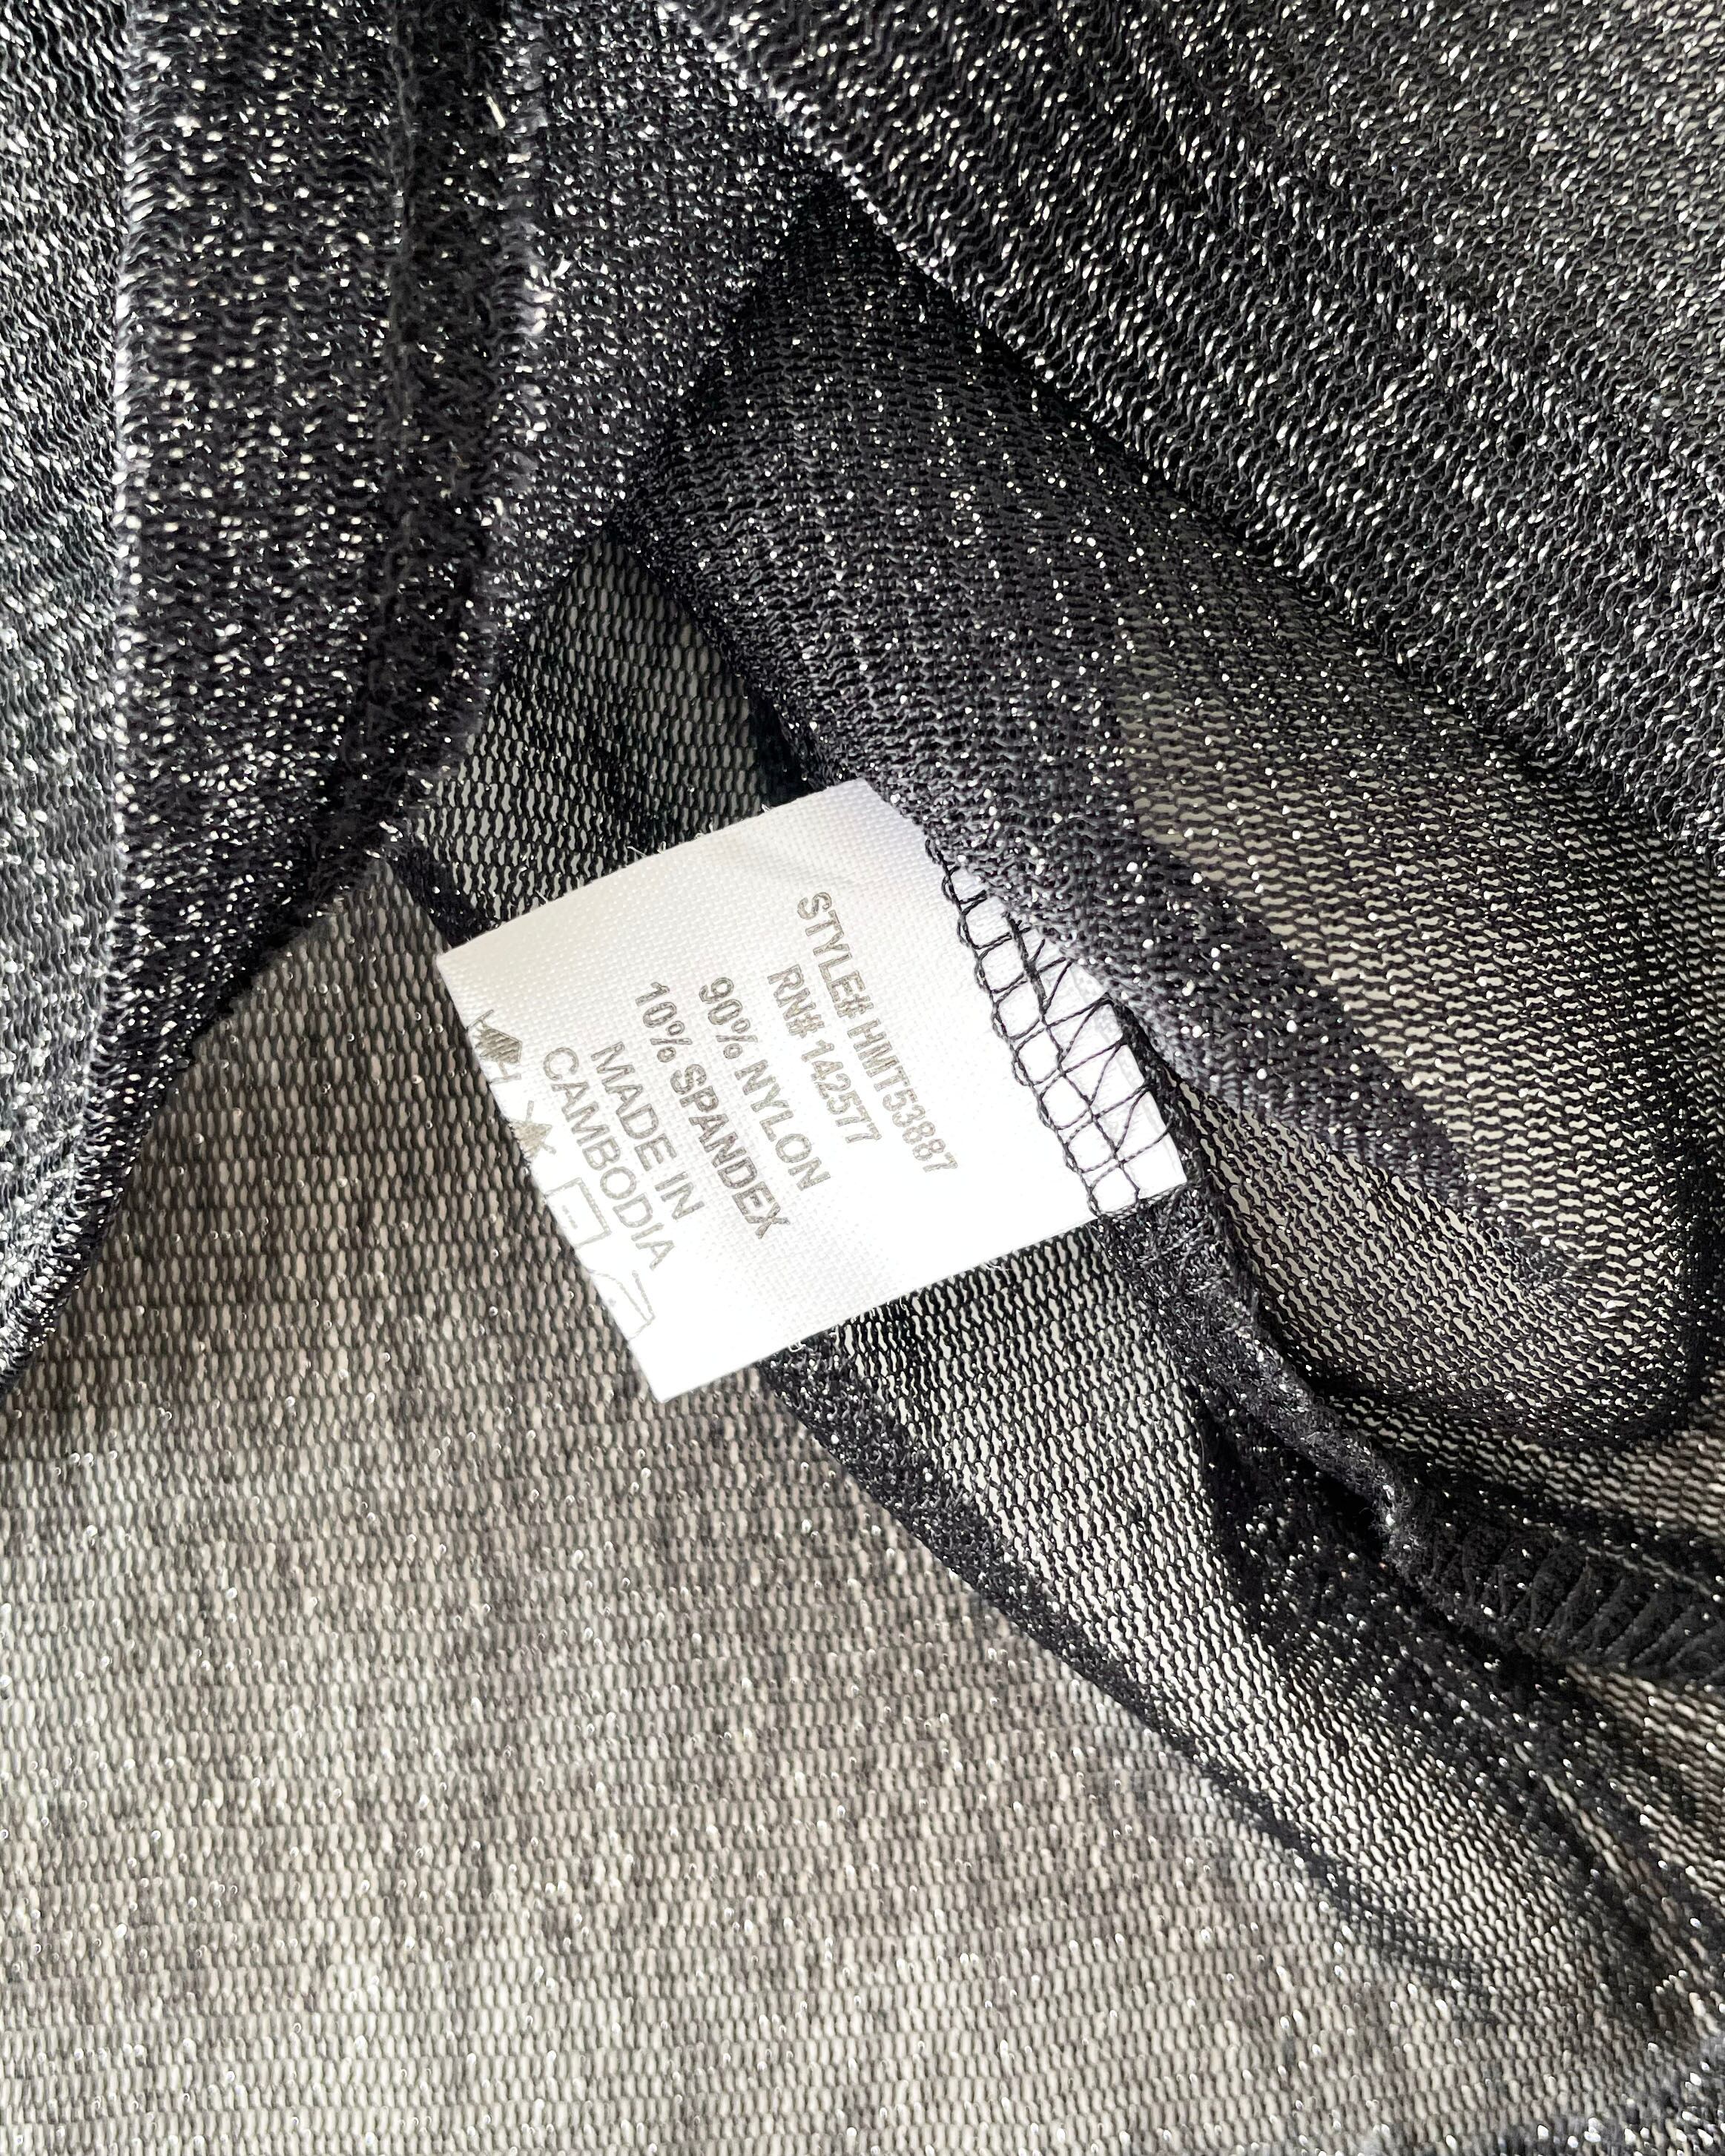 STYLE# HMT53887
RN# 142577
90% NYLON
10% SPANDEX
MADE IN
CAMBODIA